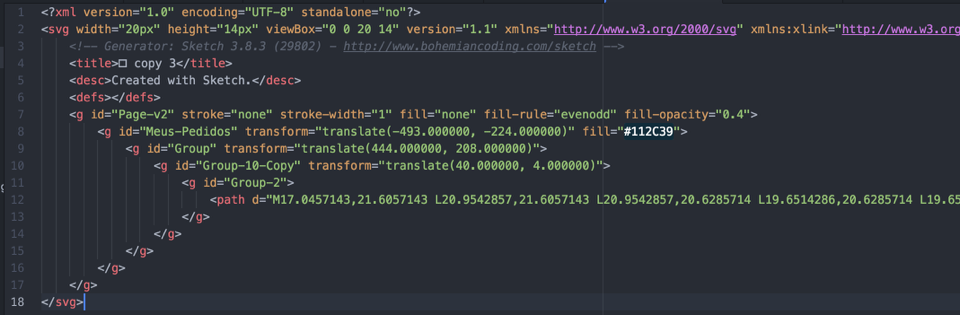 1 <?xml version="1.0" encoding="UTF-8" standalone="no"?>
2 <svg width="20px" height="14px" viewBox="0 0 20 14" version="1.1" xmlns="http://www.w3.org/2000/svg" xmlns:xlink="http://www.w3.org
3 <!-- Generator: Sketch 3.8.3 (29802) - http://www.bohemiancoding.com/sketch -->
4 <title>□ copy 3</title>
5 <desc>Created with Sketch.</desc>
6 <defs></defs>
7 <g id="Page-v2" stroke="none" stroke-width="1" fill="none" fill-rule="evenodd" fill-opacity="0.4">
8 <g id="Meus-Pedidos" transform="translate(-493.000000, -224.000000)" fill="#112C39">
9 <g id="Group" transform="translate(444.000000, 208.000000)">
10 <g id="Group-10-Copy" transform="translate(40.000000, 4.000000)">
11 <g id="Group-2">
12 <path d="M17.0457143,21.6057143 L20.9542857,21.6057143 L20.9542857,20.6285714 L19.6514286,20.6285714 L19.65
13 </g>
14 </g>
15 </g>
16 </g>
17 </g>
18 </svg>